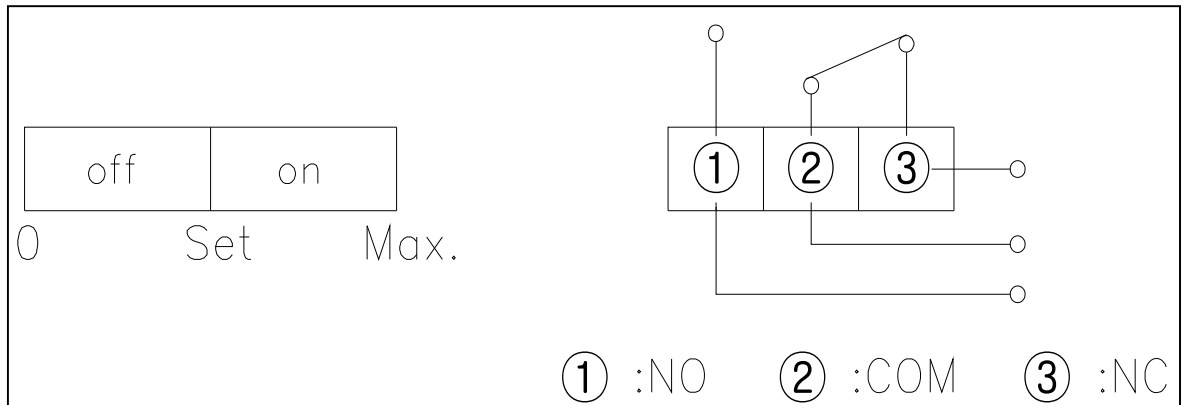 off on
① ② ③
0 Set Max.
① :NO ② :COM ③ :NC